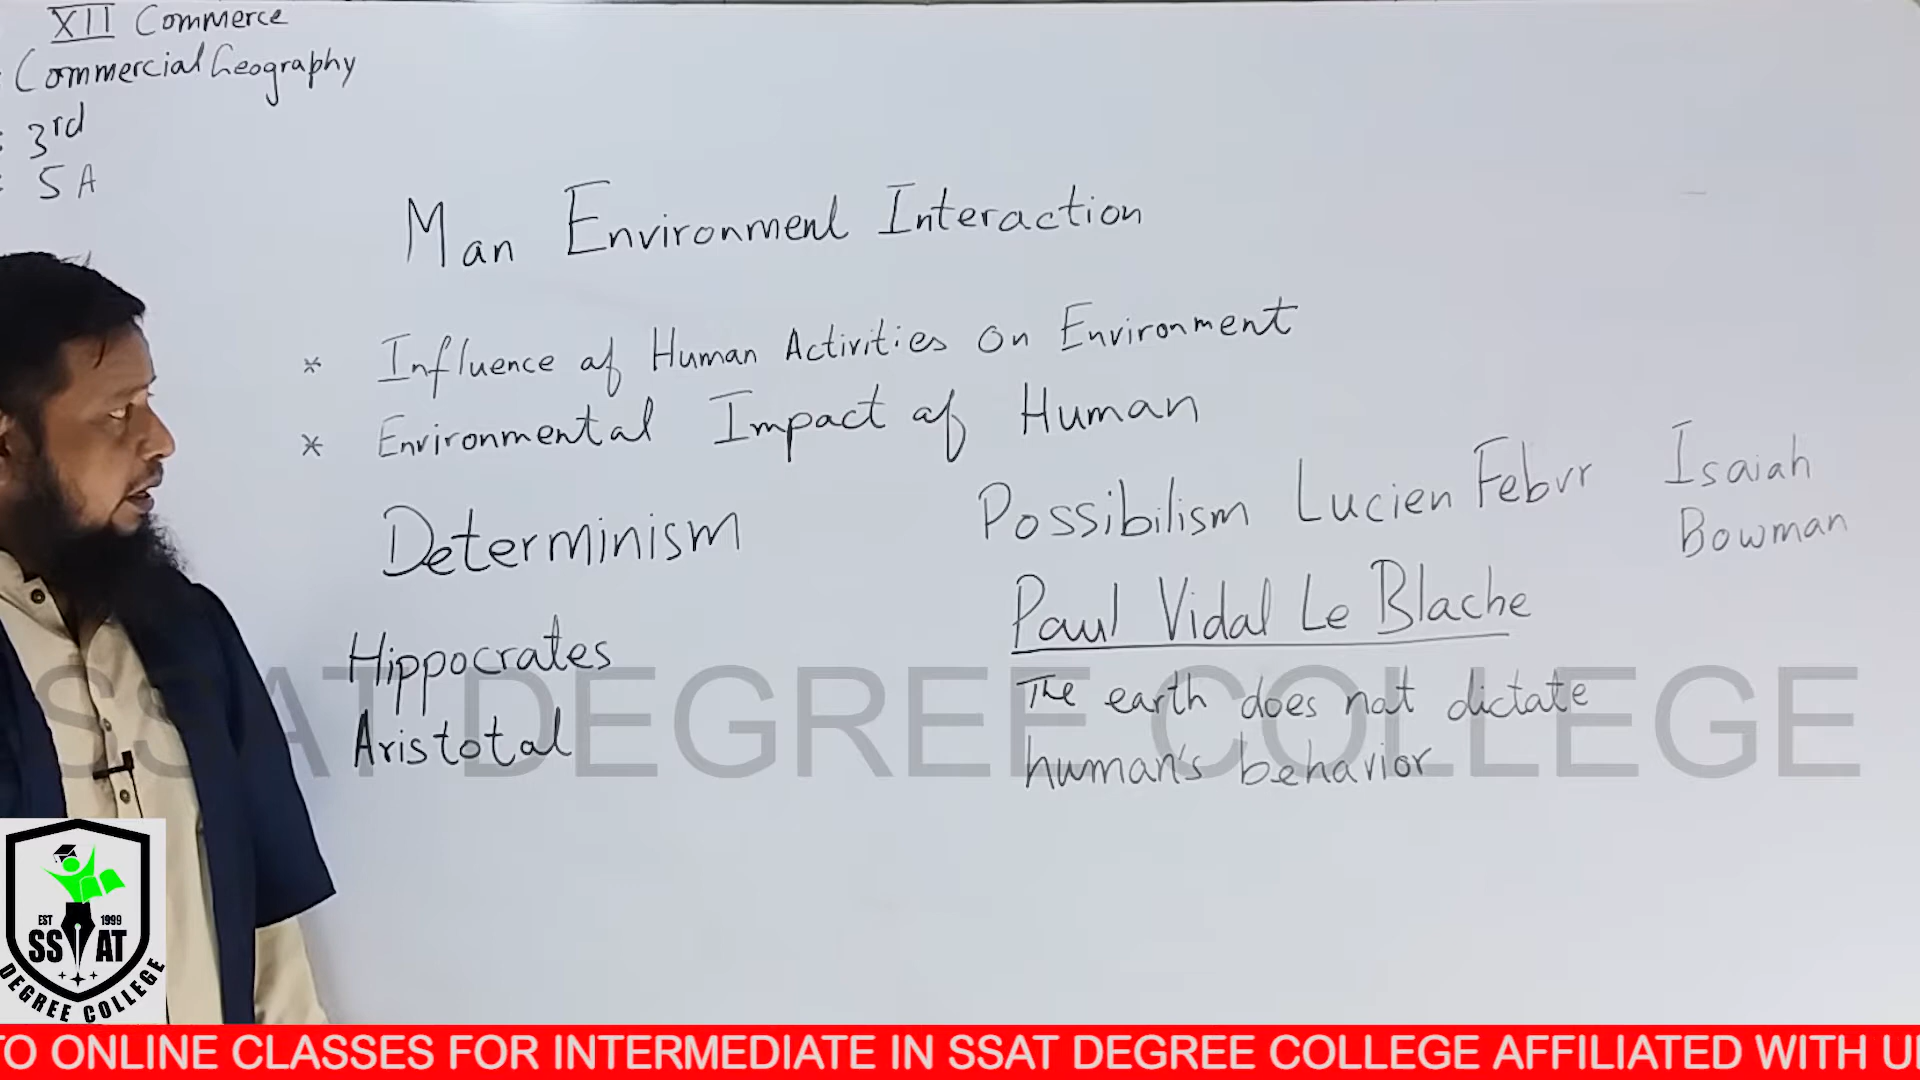 XII Commerce
Commercial Geography
: 3rd
: 5A
Man Environment Interaction
* Influence of Human Activities On Environment
* Environmental Impact of Human
Determinism
Possibilism Lucien Febvr
Isaiah
Bowman
Paul Vidal Le Blache
Hippocrates
Aristotal
The earth does not dictate
human's behavior
SSAT DEGREE COLLEGE
EST 1999
SSAT
DEGREE COLLEGE
TO ONLINE CLASSES FOR INTERMEDIATE IN SSAT DEGREE COLLEGE AFFILIATED WITH